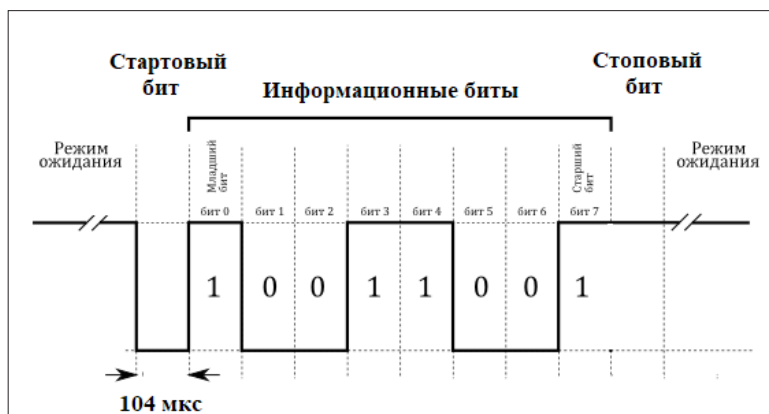 Стартовый
бит
Информационные биты
Стоповый
бит
Режим
ожидания
Младший
бит
Старший
бит
Режим
ожидания
бит 0 бит 1 бит 2 бит 3 бит 4 бит 5 бит 6 бит 7
1 0 0 1 1 0 0 1
104 мкс